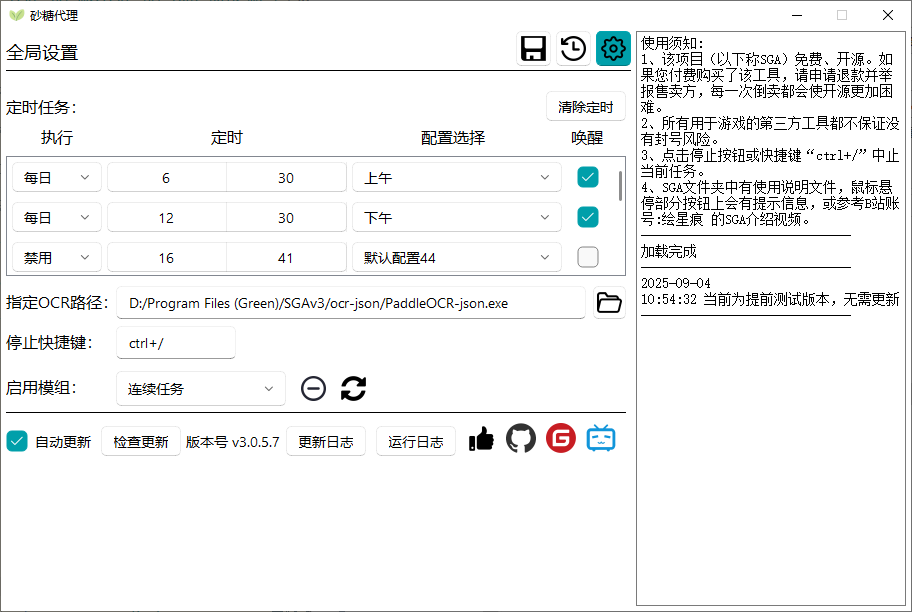 砂糖代理
全局设置
定时任务：
清除定时
执行
定时
配置选择
唤醒
每日
6
30
上午
每日
12
30
下午
禁用
16
41
默认配置44
指定OCR路径：
D:/Program Files (Green)/SGAv3/ocr-json/PaddleOCR-json.exe
停止快捷键：
ctrl+/
启用模组：
连续任务
自动更新
检查更新
版本号 v3.0.5.7
更新日志
运行日志
使用须知:
1、该项目（以下称SGA）免费、开源。如
果您付费购买了该工具，请申请退款并举
报售卖方，每一次倒卖都会使开源更加困
难。
2、所有用于游戏的第三方工具都不保证没
有封号风险。
3、点击停止按钮或快捷键“ctrl+/”中止
当前任务。
4、SGA文件夹中有使用说明文件，鼠标悬
停部分按钮上会有提示信息，或参考B站账
号:绘星痕 的SGA介绍视频。
加载完成
2025-09-04
10:54:32 当前为提前测试版本，无需更新